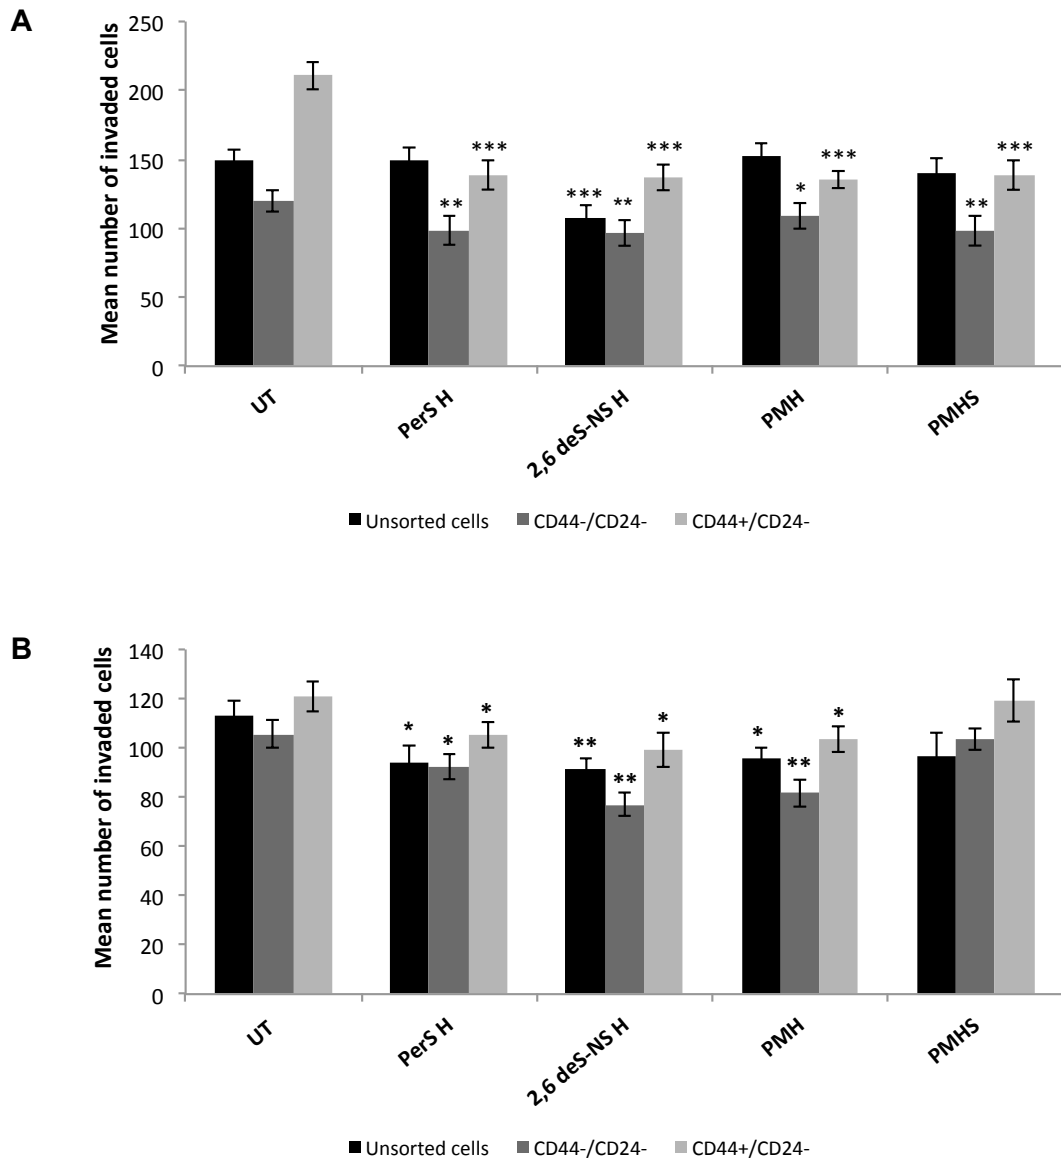 A
Mean number of invaded cells
250
200
150
100
50
0
***
**
***
***
**
***
*
***
**
***
UT
PerS H
2,6 deS-NS H
PMH
PMHS
Unsorted cells CD44-/CD24- CD44+/CD24-
B
Mean number of invaded cells
140
120
100
80
60
40
20
0
*
*
*
**
**
*
*
**
*
UT
PerS H
2,6 deS-NS H
PMH
PMHS
Unsorted cells CD44-/CD24- CD44+/CD24-